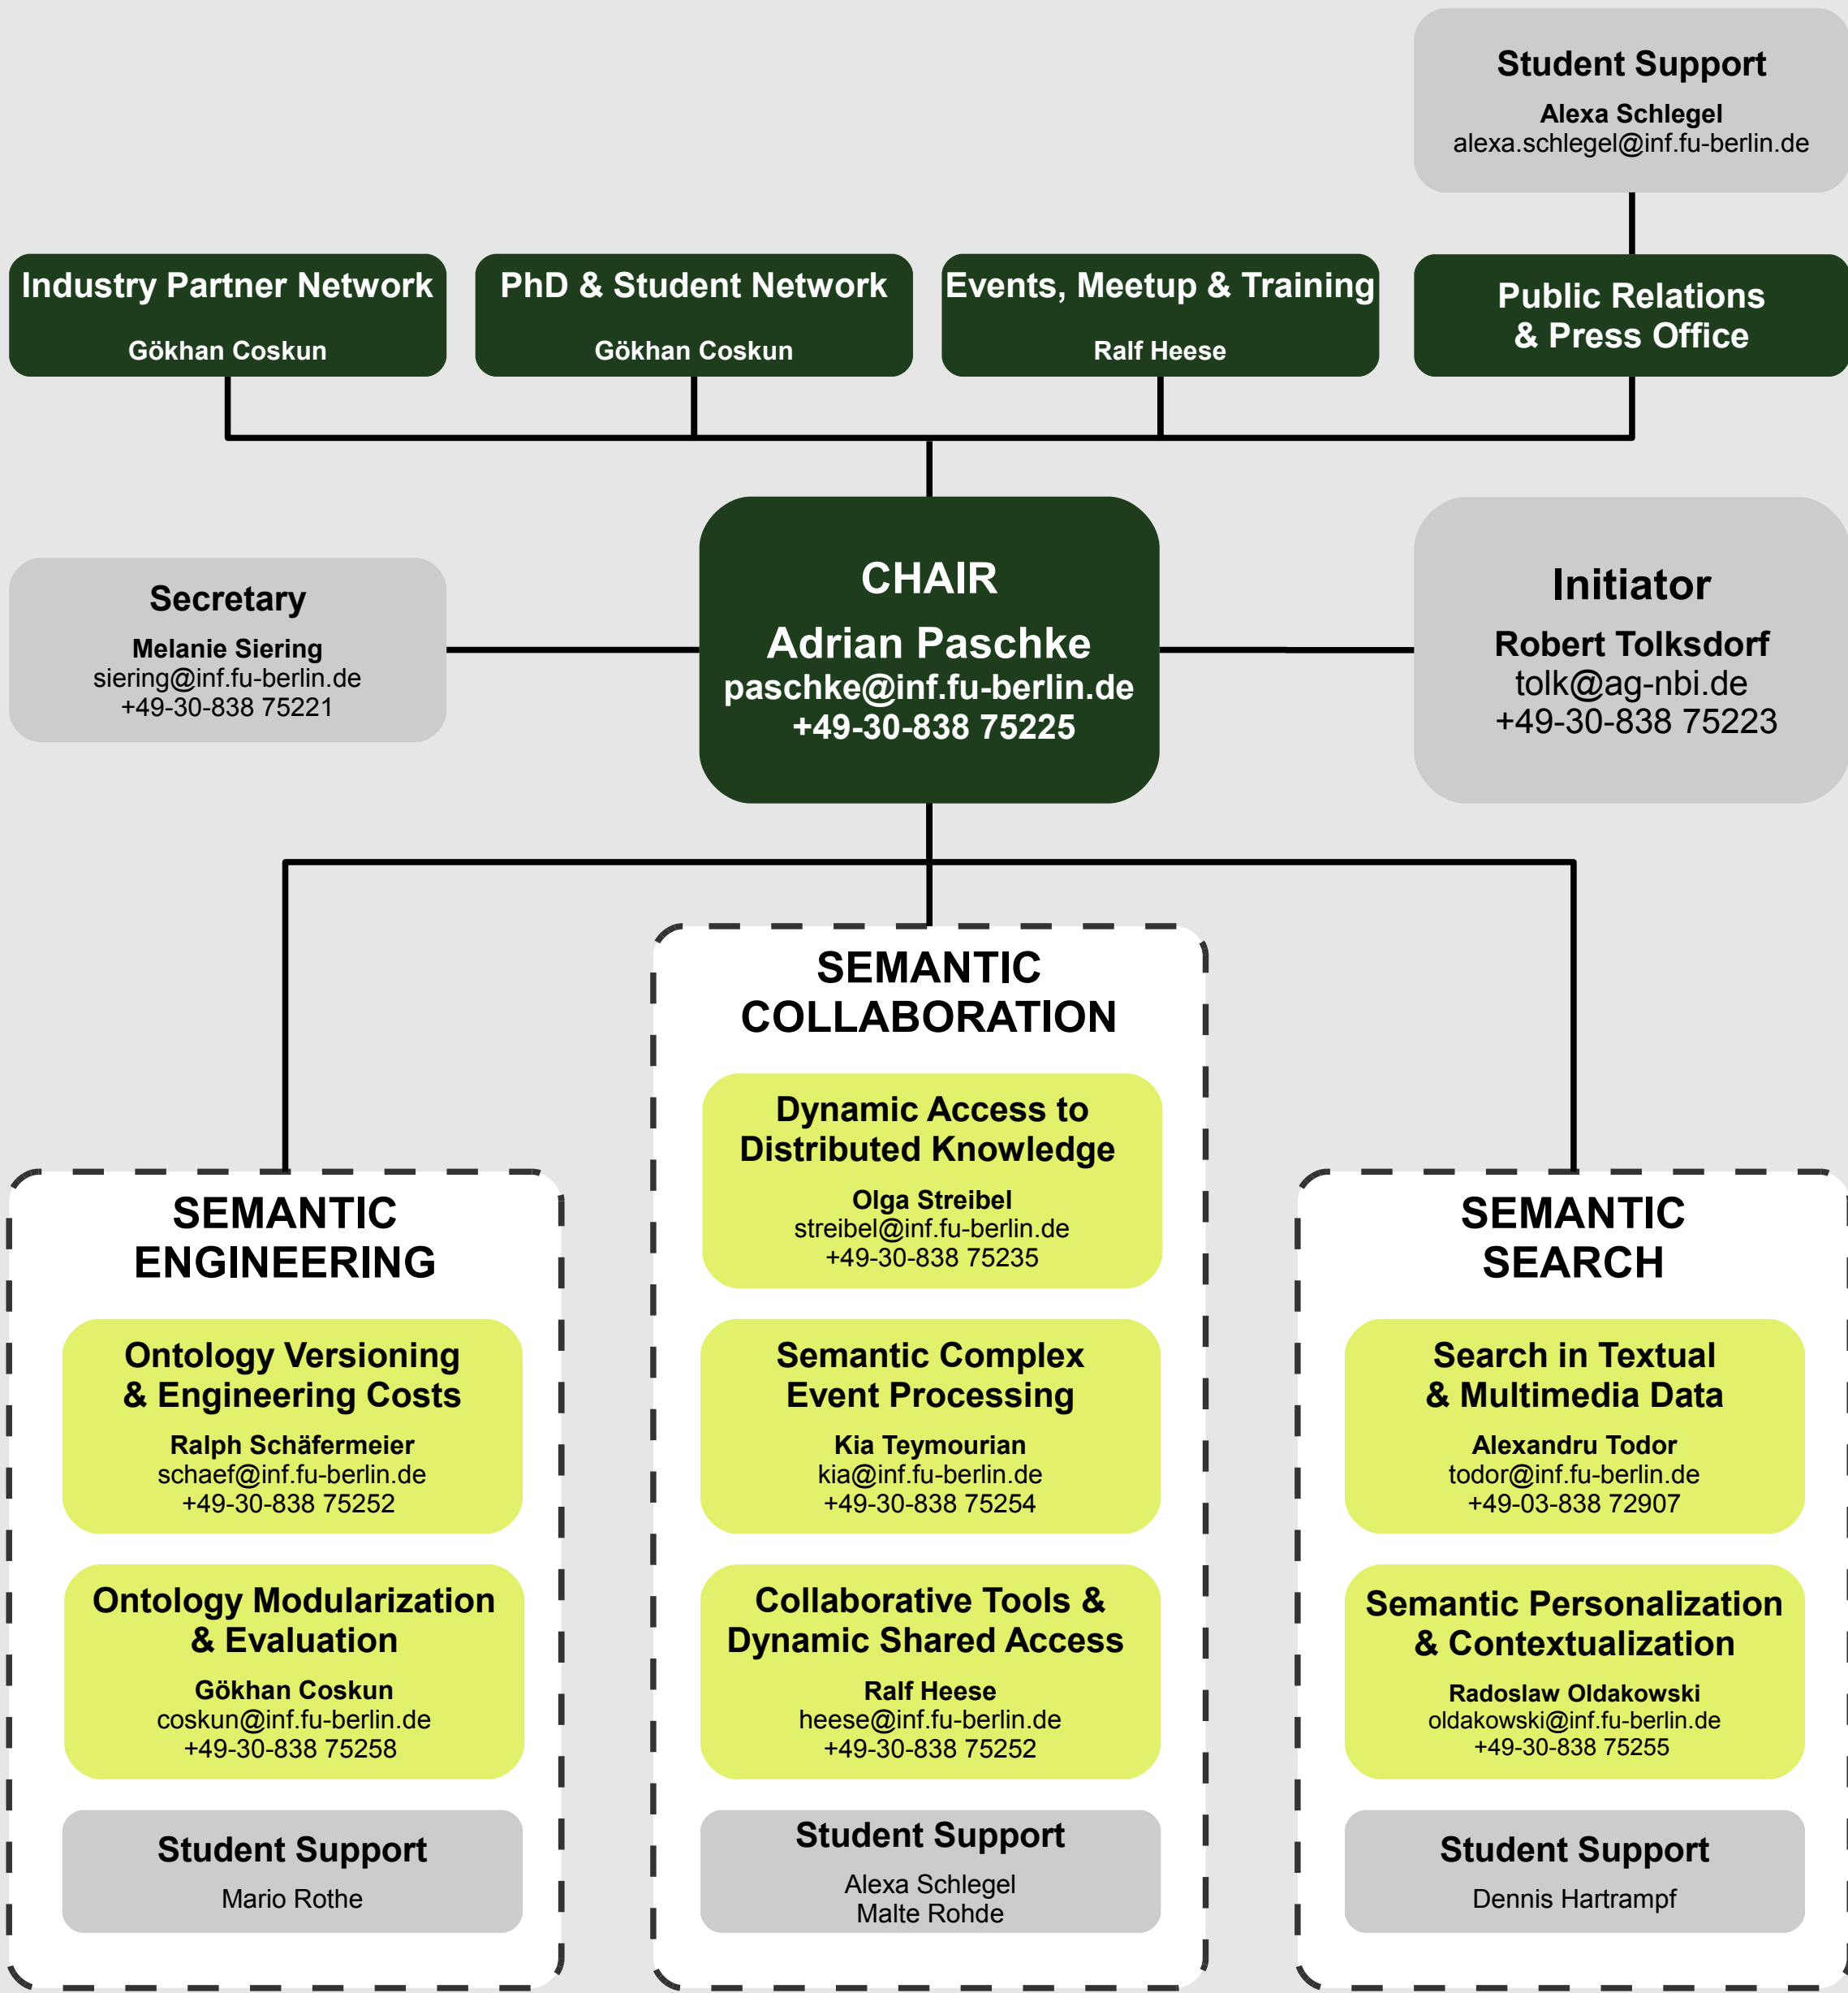 Student Support
Alexa Schlegel
alexa.schlegel@inf.fu-berlin.de
Industry Partner Network
Gökhan Coskun
PhD & Student Network
Gökhan Coskun
Events, Meetup & Training
Ralf Heese
Public Relations
& Press Office
Secretary
Melanie Siering
siering@inf.fu-berlin.de
+49-30-838 75221
CHAIR
Adrian Paschke
paschke@inf.fu-berlin.de
+49-30-838 75225
Initiator
Robert Tolksdorf
tolk@ag-nbi.de
+49-30-838 75223
SEMANTIC
ENGINEERING
Ontology Versioning
& Engineering Costs
Ralph Schäfermeier
schaef@inf.fu-berlin.de
+49-30-838 75252
Ontology Modularization
& Evaluation
Gökhan Coskun
coskun@inf.fu-berlin.de
+49-30-838 75258
Student Support
Mario Rothe
SEMANTIC
COLLABORATION
Dynamic Access to
Distributed Knowledge
Olga Streibel
streibel@inf.fu-berlin.de
+49-30-838 75235
Semantic Complex
Event Processing
Kia Teymourian
kia@inf.fu-berlin.de
+49-30-838 75254
Collaborative Tools &
Dynamic Shared Access
Ralf Heese
heese@inf.fu-berlin.de
+49-30-838 75252
Student Support
Alexa Schlegel
Malte Rohde
SEMANTIC
SEARCH
Search in Textual
& Multimedia Data
Alexandru Todor
todor@inf.fu-berlin.de
+49-03-838 72907
Semantic Personalization
& Contextualization
Radoslaw Oldakowski
oldakowski@inf.fu-berlin.de
+49-30-838 75255
Student Support
Dennis Hartrampf